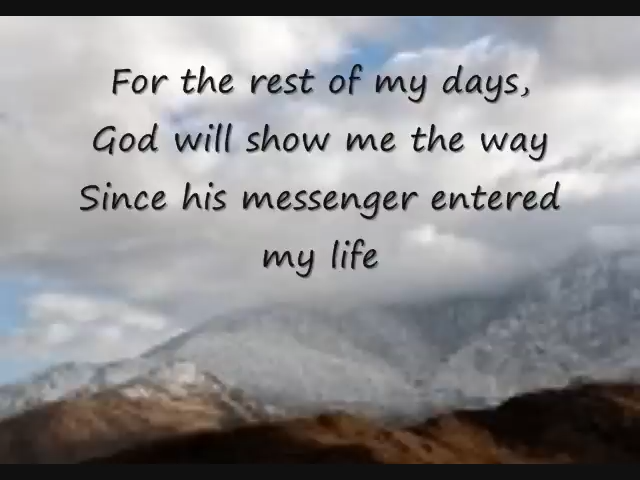 For the rest of my days,
God will show me the way
Since his messenger entered
my life